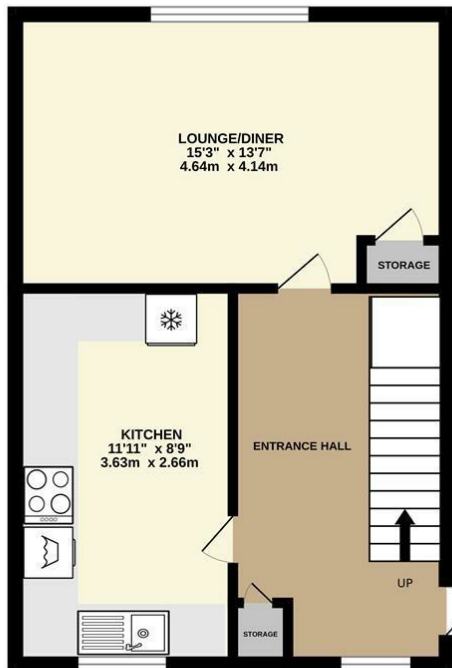 LOUNGE/DINER
15'3" x 13'7"
4.64m x 4.14m
STORAGE
KITCHEN
11'11" x 8'9"
3.63m x 2.66m
ENTRANCE HALL
UP
STORAGE